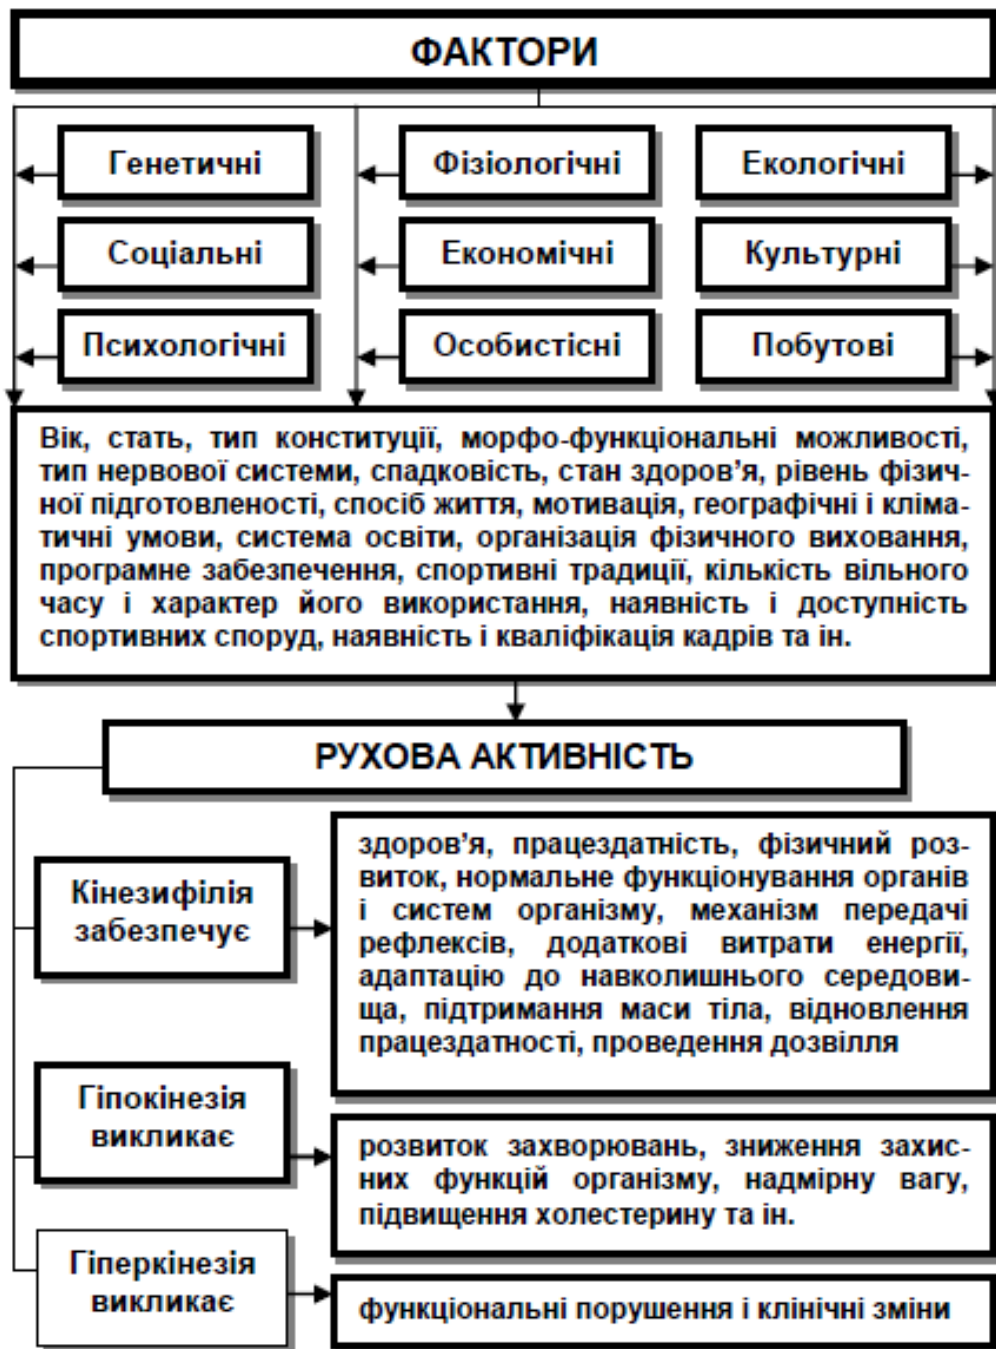 ФАКТОРИ
Генетичні
Фізіологічні
Екологічні
Соціальні
Економічні
Культурні
Психологічні
Особистісні
Побутові
Вік, стать, тип конституції, морфо-функціональні можливості,
тип нервової системи, спадковість, стан здоров’я, рівень фізич-
ної підготовленості, спосіб життя, мотивація, географічні і кліма-
тичні умови, система освіти, організація фізичного виховання,
програмне забезпечення, спортивні традиції, кількість вільного
часу і характер його використання, наявність і доступність
спортивних споруд, наявність і кваліфікація кадрів та ін.
РУХОВА АКТИВНІСТЬ
Кінезифілія
забезпечує
здоров’я, працездатність, фізичний роз-
виток, нормальне функціонування органів
і систем організму, механізм передачі
рефлексів, додаткові витрати енергії,
адаптацію до навколишнього середови-
ща, підтримання маси тіла, відновлення
працездатності, проведення дозвілля
Гіпокінезія
викликає
розвиток захворювань, зниження захис-
них функцій організму, надмірну вагу,
підвищення холестерину та ін.
Гіперкінезія
викликає
функціональні порушення і клінічні зміни